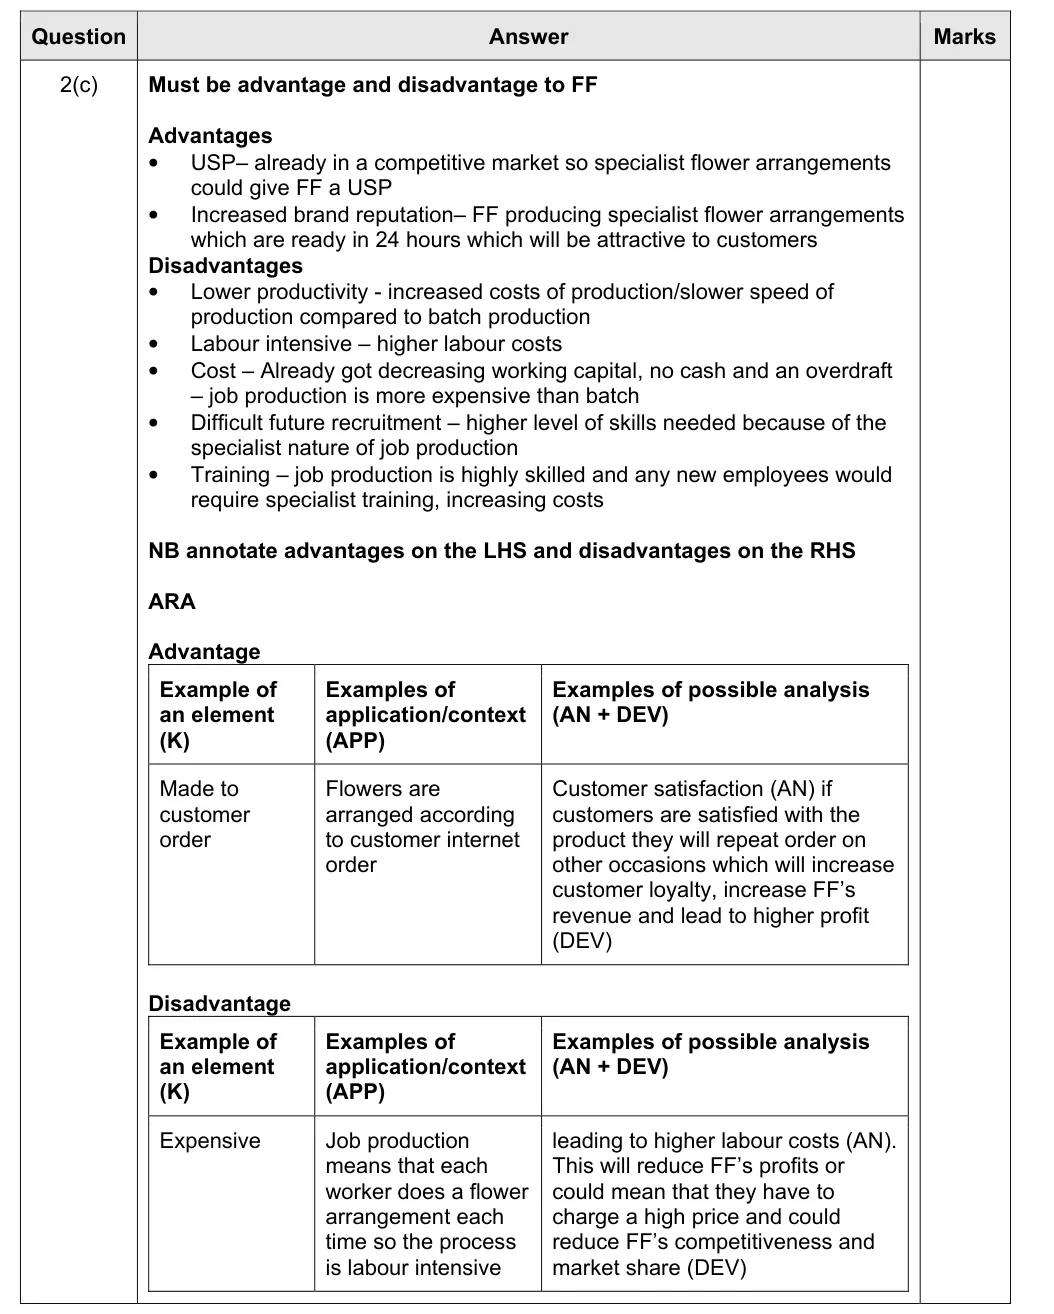 Question Answer Marks
2(c) Must be advantage and disadvantage to FF
Advantages
• USP– already in a competitive market so specialist flower arrangements
could give FF a USP
• Increased brand reputation– FF producing specialist flower arrangements
which are ready in 24 hours which will be attractive to customers
Disadvantages
• Lower productivity - increased costs of production/slower speed of
production compared to batch production
• Labour intensive – higher labour costs
• Cost – Already got decreasing working capital, no cash and an overdraft
– job production is more expensive than batch
• Difficult future recruitment – higher level of skills needed because of the
specialist nature of job production
• Training – job production is highly skilled and any new employees would
require specialist training, increasing costs
NB annotate advantages on the LHS and disadvantages on the RHS
ARA
Advantage
Example of
an element
(K)
Examples of
application/context
(APP)
Examples of possible analysis
(AN + DEV)
Made to
customer
order
Flowers are
arranged according
to customer internet
order
Customer satisfaction (AN) if
customers are satisfied with the
product they will repeat order on
other occasions which will increase
customer loyalty, increase FF’s
revenue and lead to higher profit
(DEV)
Disadvantage
Example of
an element
(K)
Examples of
application/context
(APP)
Examples of possible analysis
(AN + DEV)
Expensive
Job production
means that each
worker does a flower
arrangement each
time so the process
is labour intensive
leading to higher labour costs (AN).
This will reduce FF’s profits or
could mean that they have to
charge a high price and could
reduce FF’s competitiveness and
market share (DEV)